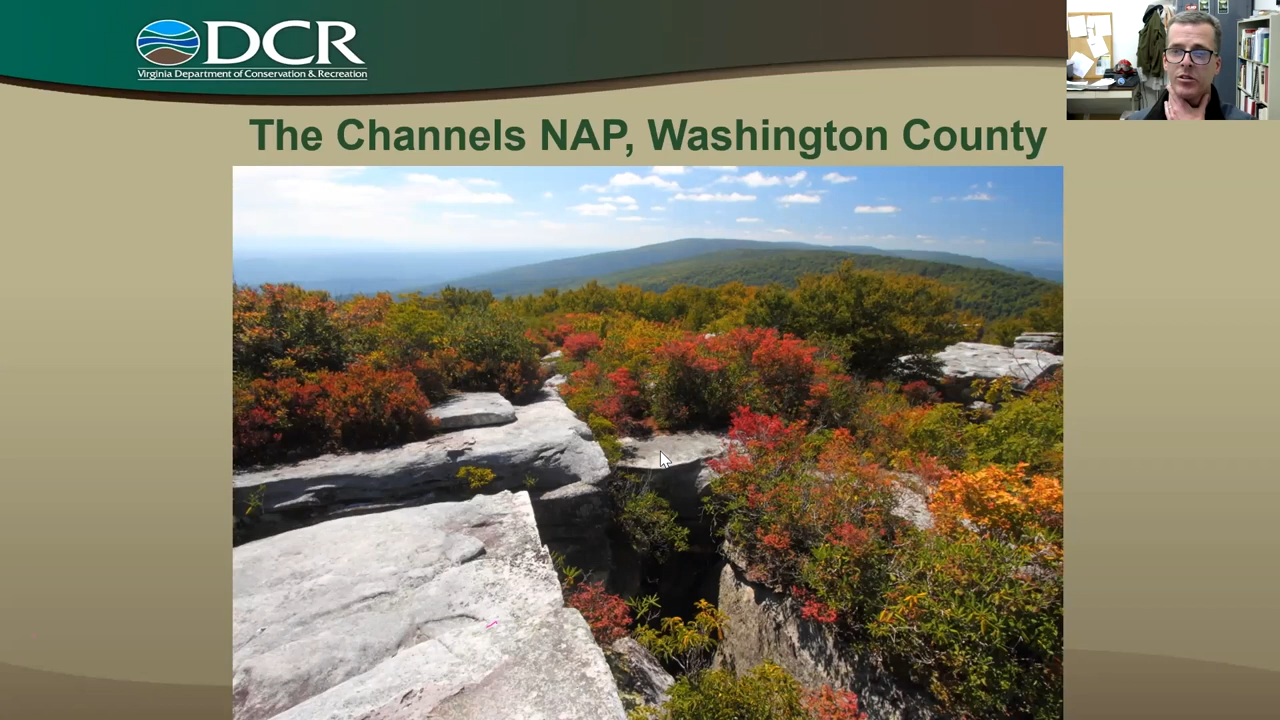 DCR
Virginia Department of Conservation & Recreation
The Channels NAP, Washington County